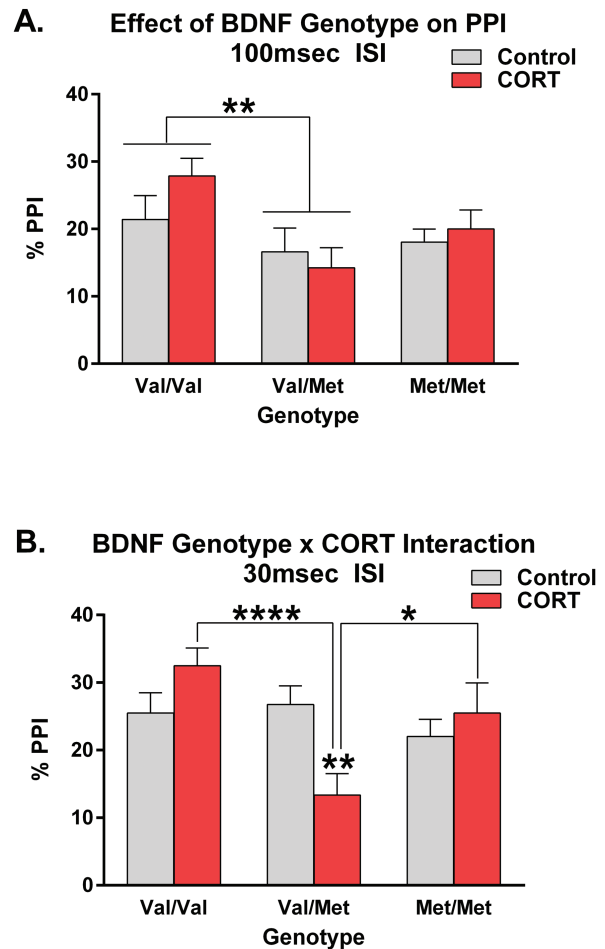 A.
Effect of BDNF Genotype on PPI
100msec ISI
Control
CORT
40
30
20
10
0
% PPI
**
Val/Val Val/Met Met/Met
Genotype
B.
BDNF Genotype x CORT Interaction
30msec ISI
Control
CORT
40
30
20
10
0
% PPI
****
*
**
Val/Val Val/Met Met/Met
Genotype